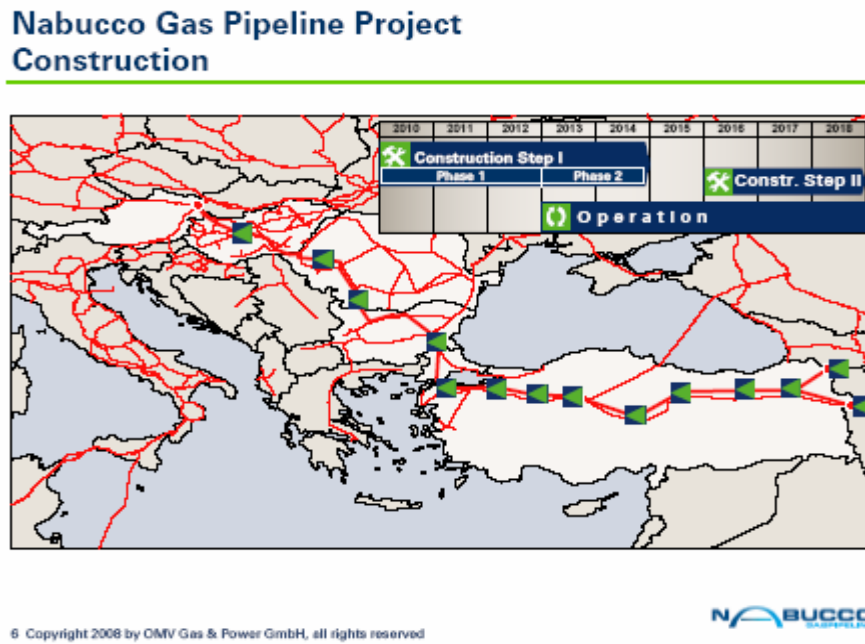 Nabucco Gas Pipeline Project
Construction
2010 2011 2012 2013 2014 2015 2016 2017 2018
Construction Step I
Phase 1 Phase 2
Constr. Step II
Operation
NABUCCO
6 Copyright 2008 by OMV Gas & Power GmbH, all rights reserved